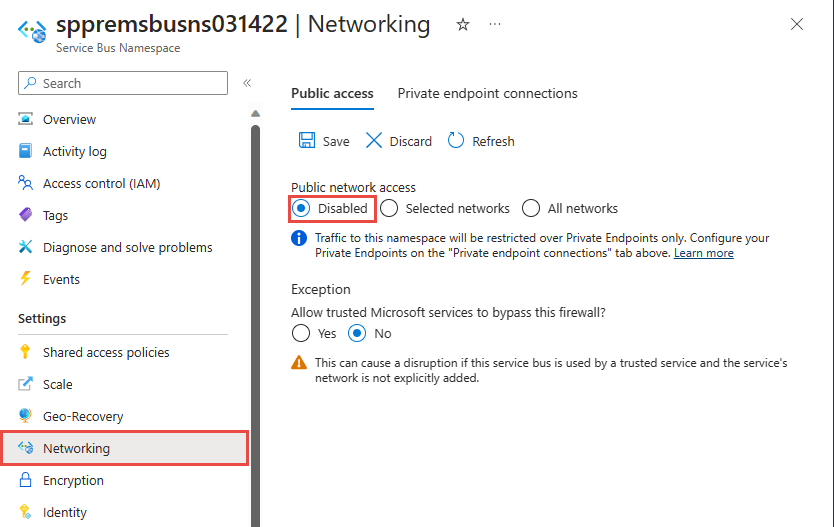 sppremsbusns031422 | Networking
Service Bus Namespace
Search
Overview
Activity log
Access control (IAM)
Tags
Diagnose and solve problems
Events
Settings
Shared access policies
Scale
Geo-Recovery
Networking
Encryption
Identity
Public access Private endpoint connections
Save Discard Refresh
Public network access
Disabled Selected networks All networks
Traffic to this namespace will be restricted over Private Endpoints only. Configure your
Private Endpoints on the "Private endpoint connections" tab above. Learn more
Exception
Allow trusted Microsoft services to bypass this firewall?
Yes No
This can cause a disruption if this service bus is used by a trusted service and the service's
network is not explicitly added.